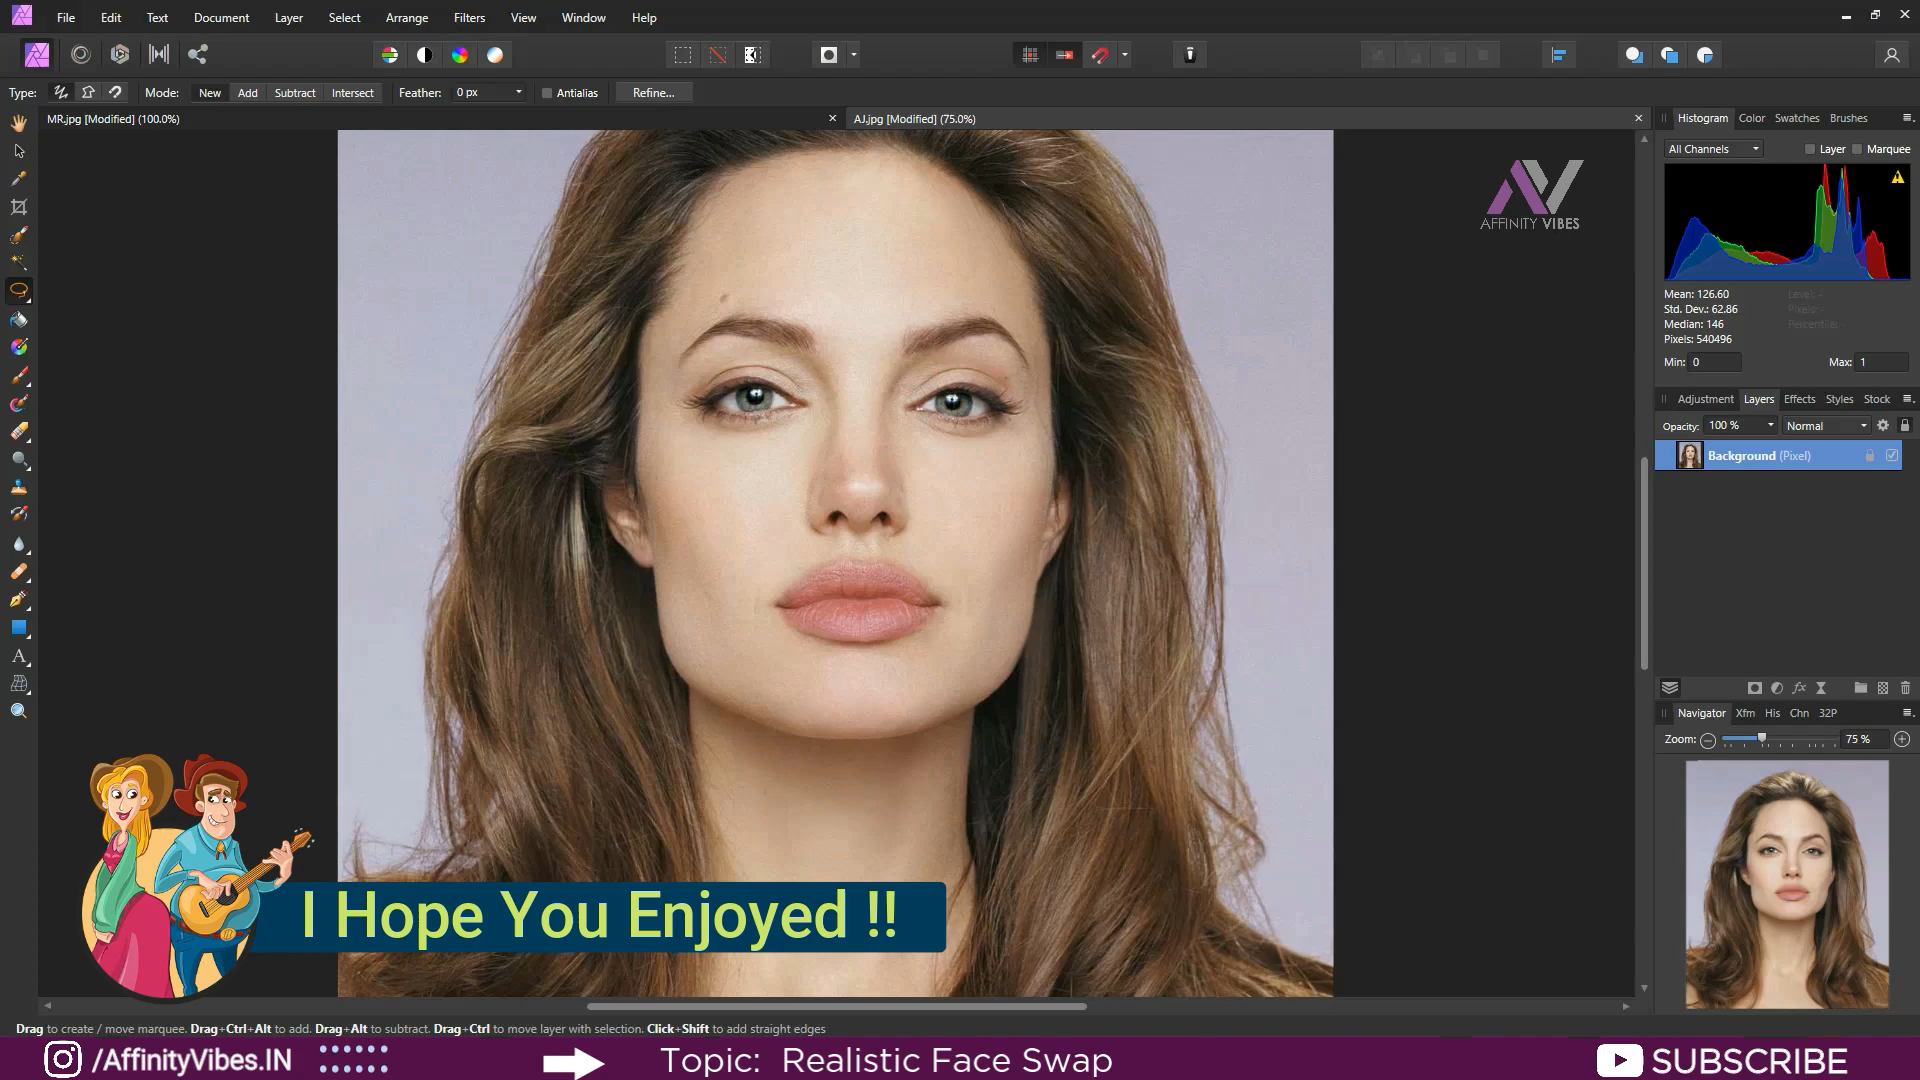 File Edit Text Document Layer Select Arrange Filters View Window Help
Type: Mode: New Add Subtract Intersect Feather: 0 px Antialias Refine...
MR.jpg [Modified] (100.0%)
AJ.jpg [Modified] (75.0%)
Histogram Color Swatches Brushes
All Channels Layer Marquee
AFFINITY VIBES
Mean: 126.60 Level: -
Std. Dev.: 62.86 Pixels: -
Median: 146 Percentile: -
Pixels: 540496
Min: 0 Max: 1
Adjustment Layers Effects Styles Stock
Opacity: 100 % Normal
Background (Pixel)
fx
Navigator Xfm His Chn 32P
Zoom: 75 %
I Hope You Enjoyed !!
Drag to create / move marquee. Drag+Ctrl+Alt to add. Drag+Alt to subtract. Drag+Ctrl to move layer with selection. Click+Shift to add straight edges
/AffinityVibes.IN
Topic: Realistic Face Swap
SUBSCRIBE